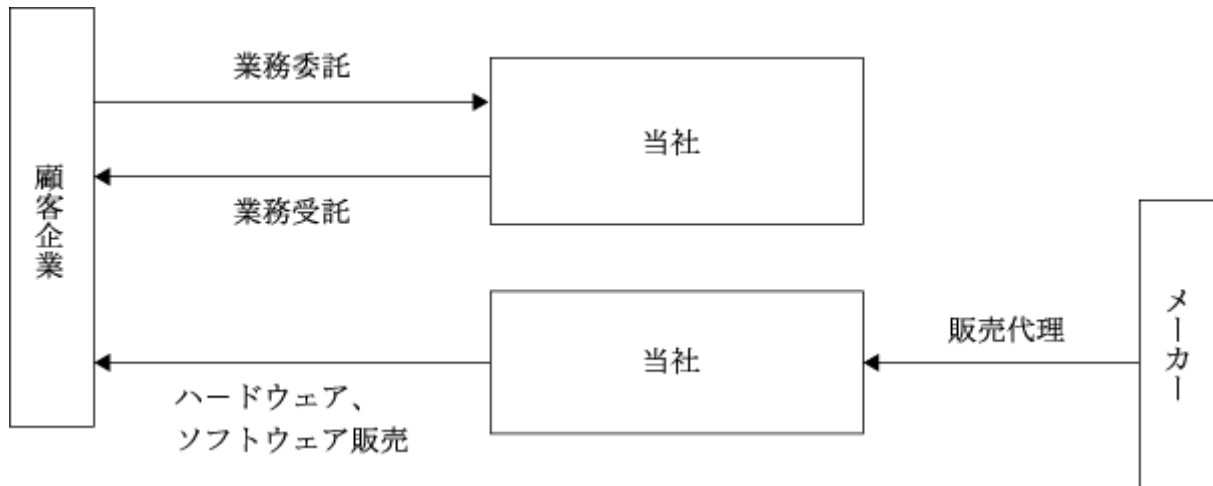 業務委託
当社
顧客企業
業務受託
メーカー
販売代理
当社
ハードウェア、
ソフトウェア販売